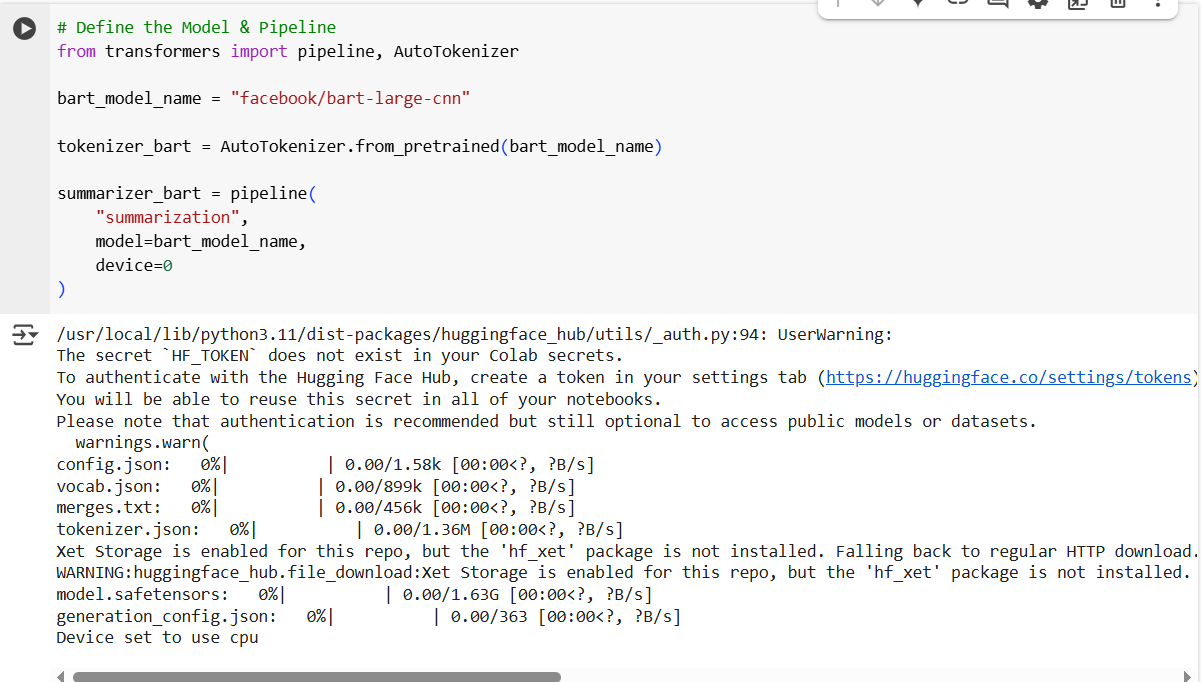 # Define the Model & Pipeline
from transformers import pipeline, AutoTokenizer
bart_model_name = "facebook/bart-large-cnn"
tokenizer_bart = AutoTokenizer.from_pretrained(bart_model_name)
summarizer_bart = pipeline(
    "summarization",
    model=bart_model_name,
    device=0
)
/usr/local/lib/python3.11/dist-packages/huggingface_hub/utils/_auth.py:94: UserWarning:
The secret `HF_TOKEN` does not exist in your Colab secrets.
To authenticate with the Hugging Face Hub, create a token in your settings tab (https://huggingface.co/settings/tokens)
You will be able to reuse this secret in all of your notebooks.
Please note that authentication is recommended but still optional to access public models or datasets.
  warnings.warn(
config.json:   0%|          | 0.00/1.58k [00:00<?, ?B/s]
vocab.json:   0%|          | 0.00/899k [00:00<?, ?B/s]
merges.txt:   0%|          | 0.00/456k [00:00<?, ?B/s]
tokenizer.json:   0%|          | 0.00/1.36M [00:00<?, ?B/s]
Xet Storage is enabled for this repo, but the 'hf_xet' package is not installed. Falling back to regular HTTP download.
WARNING:huggingface_hub.file_download:Xet Storage is enabled for this repo, but the 'hf_xet' package is not installed.
model.safetensors:   0%|          | 0.00/1.63G [00:00<?, ?B/s]
generation_config.json:   0%|          | 0.00/363 [00:00<?, ?B/s]
Device set to use cpu